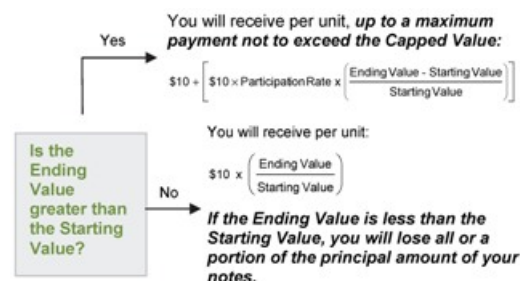 You will receive per unit, up to a maximum
payment not to exceed the Capped Value:
Yes
$10 + [$10 × Participation Rate x (Ending Value - Starting Value / Starting Value)]
Is the
Ending
Value
greater than
the Starting
Value?
No
You will receive per unit:
$10 x (Ending Value / Starting Value)
If the Ending Value is less than the
Starting Value, you will lose all or a
portion of the principal amount of your
notes.